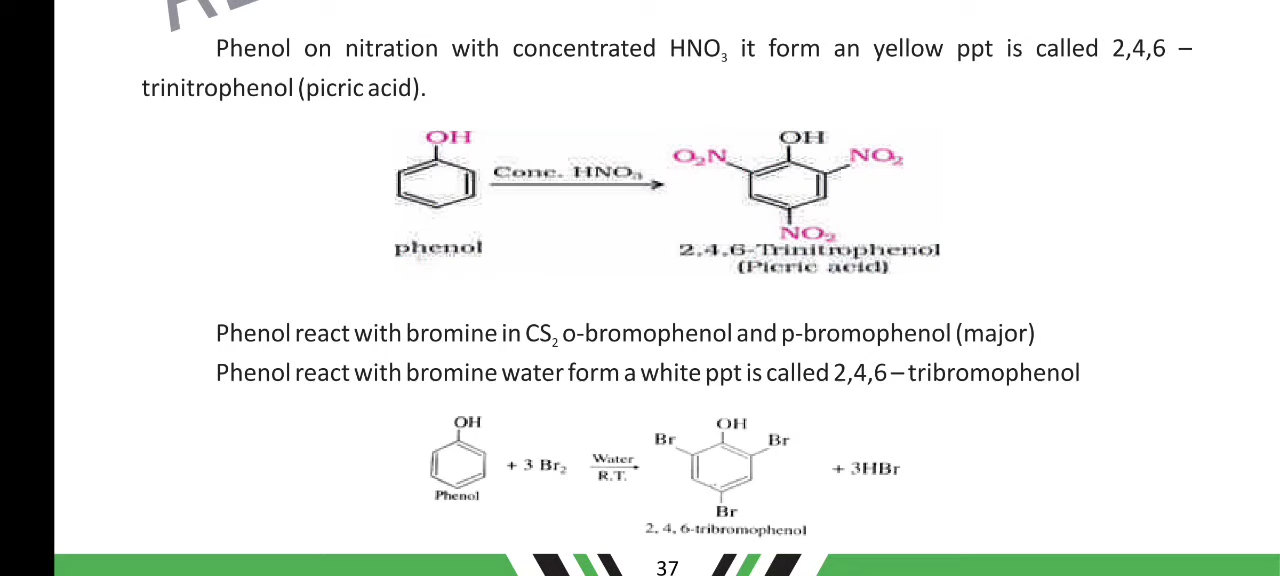 Phenol on nitration with concentrated HNO₃ it form an yellow ppt is called 2,4,6 –
trinitrophenol (picric acid).
OH
Conc. HNO₃
phenol
OH
O₂N
NO₂
NO₂
2,4,6-Trinitrophenol
(Picric acid)
Phenol react with bromine in CS₂ o-bromophenol and p-bromophenol (major)
Phenol react with bromine water form a white ppt is called 2,4,6 – tribromophenol
OH
Phenol
+ 3 Br₂
Water
R.T.
OH
Br
Br
Br
2, 4, 6-tribromophenol
+ 3HBr
37